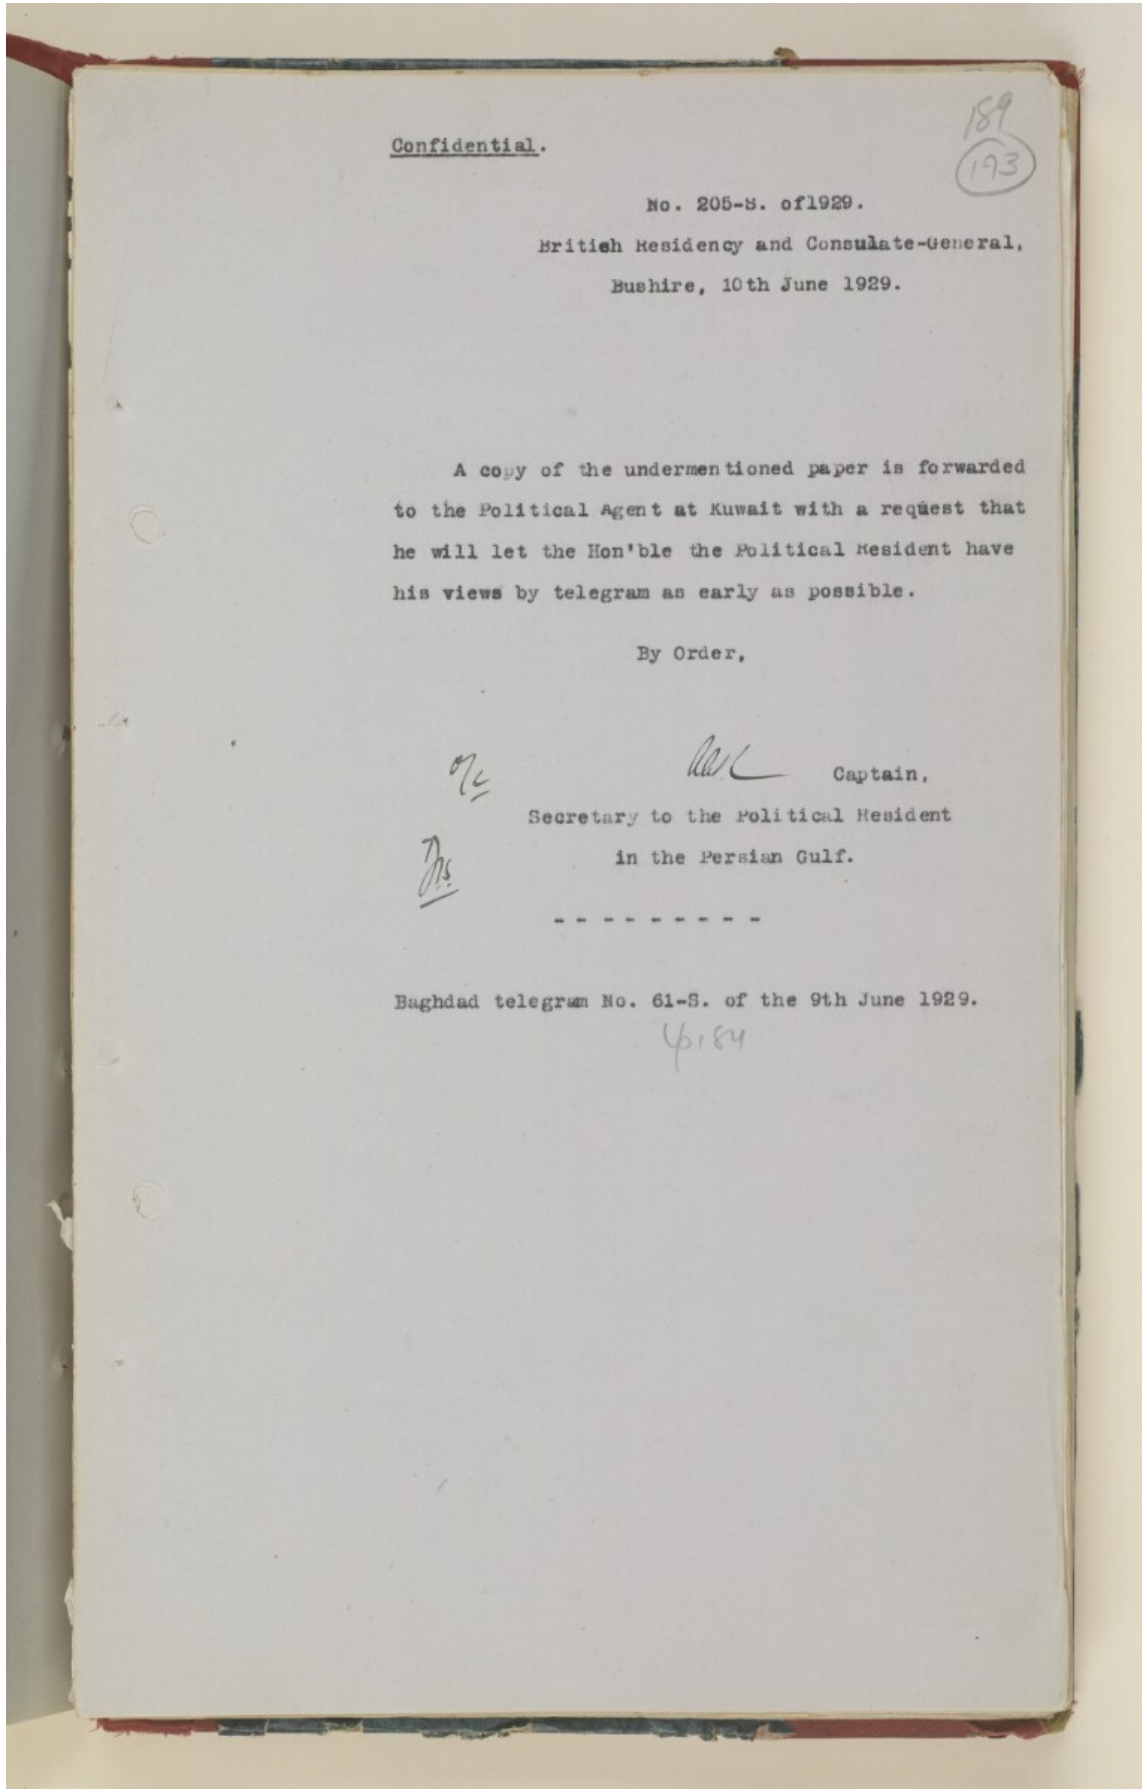 189
193
Confidential.
No. 205-S. of1929.
British Residency and Consulate-General,
Bushire, 10th June 1929.
A copy of the undermentioned paper is forwarded
to the Political Agent at Kuwait with a request that
he will let the Hon'ble the Political Resident have
his views by telegram as early as possible.
By Order,
Captain,
Secretary to the Political Resident
in the Persian Gulf.
- - - - - - - - -
Baghdad telegram No. 61-S. of the 9th June 1929.